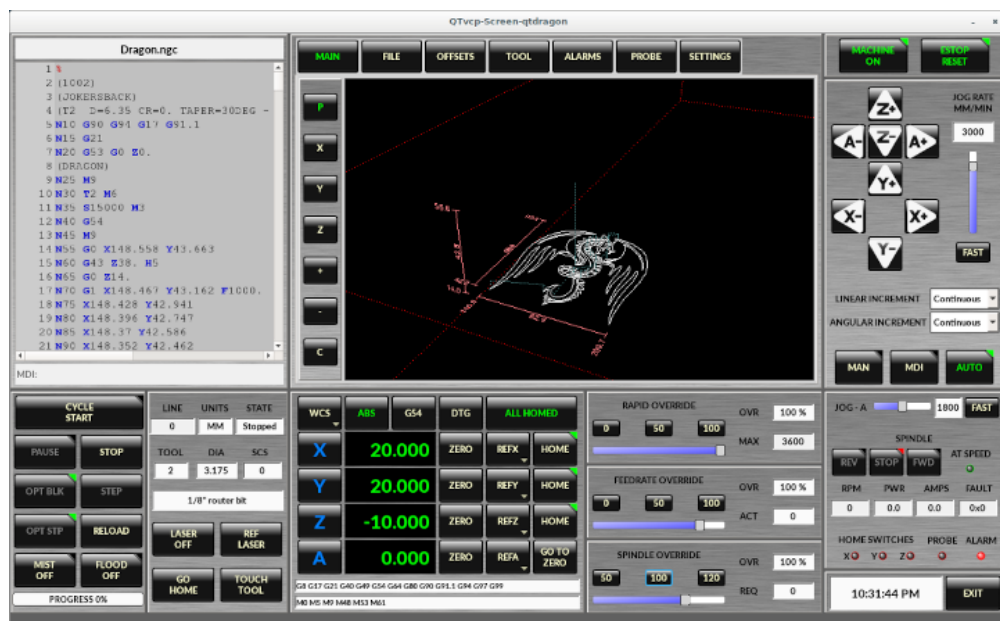 QTvcp-Screen-qtdragon
Dragon.ngc
1 %
2 (1002)
3 (JOKERSBACK)
4 (T2 D=6.35 CR=0. TAPER=30DEG -
5 N10 G90 G94 G17 G91.1
6 N15 G21
7 N20 G53 G0 Z0.
8 (DRAGON)
9 N25 M9
10 N30 T2 M6
11 N35 S15000 M3
12 N40 G54
13 N45 M9
14 N55 G0 X148.558 Y43.663
15 N60 G43 Z38. H5
16 N65 G0 Z14.
17 N70 G1 X148.467 Y43.162 F1000.
18 N75 X148.428 Y42.941
19 N80 X148.396 Y42.747
20 N85 X148.37 Y42.586
21 N90 X148.352 Y42.462
MDI:
MAIN FILE OFFSETS TOOL ALARMS PROBE SETTINGS
P
X
Y
Z
+
-
C
MACHINE ON
ESTOP RESET
JOG RATE
MM/MIN
3000
Z+
A- Z- A+
Y+
X- X+
Y-
FAST
LINEAR INCREMENT Continuous
ANGULAR INCREMENT Continuous
MAN MDI AUTO
CYCLE START
PAUSE STOP
OPT BLK STEP
OPT STP RELOAD
MIST OFF
FLOOD OFF
PROGRESS 0%
LINE UNITS STATE
0 MM Stopped
TOOL DIA SCS
2 3.175 0
1/8" router bit
LASER OFF
REF LASER
GO HOME
TOUCH TOOL
WCS ABS G54 DTG ALL HOMED
X 20.000 ZERO REFX HOME
Y 20.000 ZERO REFY HOME
Z -10.000 ZERO REFZ HOME
A 0.000 ZERO REFA GO TO ZERO
G8 G17 G21 G40 G49 G54 G64 G80 G90 G91.1 G94 G97 G99
M0 M5 M9 M48 M53 M61
RAPID OVERRIDE
0 50 100
OVR 100 %
MAX 3600
FEEDRATE OVERRIDE
0 50 100
OVR 100 %
ACT 0
SPINDLE OVERRIDE
50 100 120
OVR 100 %
REQ 0
JOG - A 1800 FAST
SPINDLE
REV STOP FWD
AT SPEED
RPM PWR AMPS FAULT
0 0.0 0.0 0x0
HOME SWITCHES PROBE ALARM
X Y Z
10:31:44 PM
EXIT